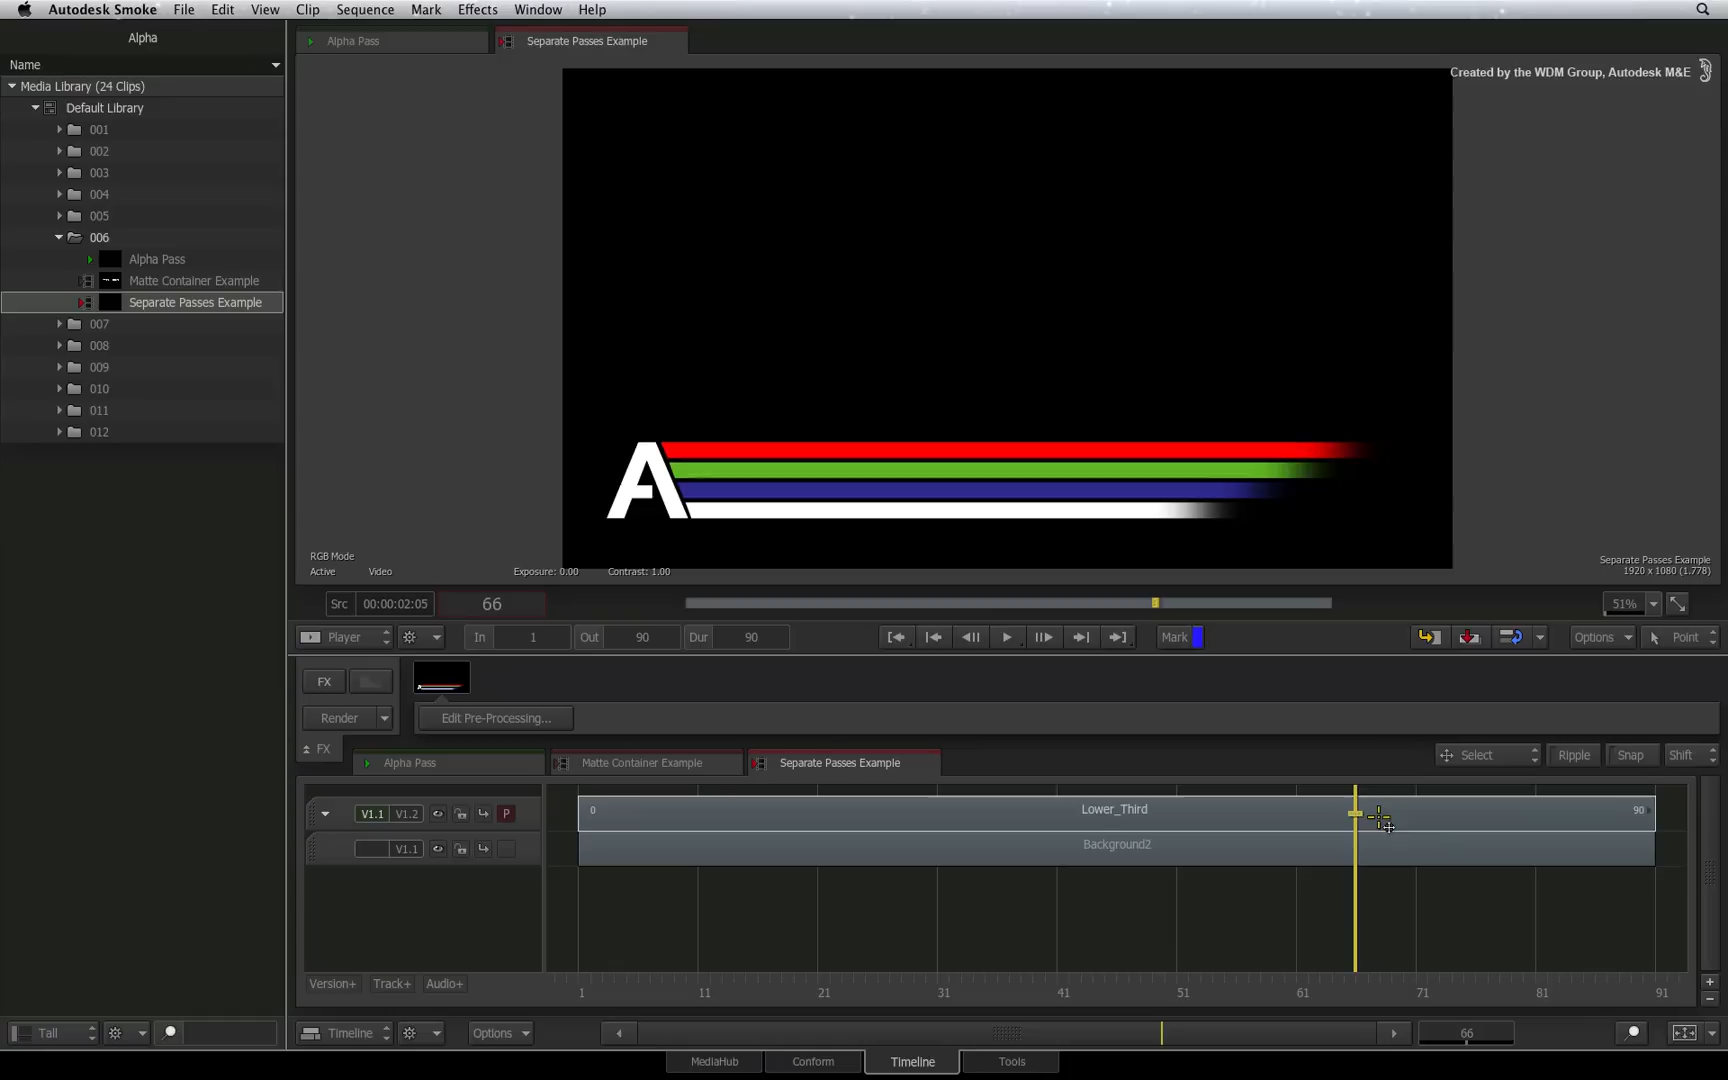 Autodesk Smoke File Edit View Clip Sequence Mark Effects Window Help
Alpha
Name
Media Library (24 Clips)
Default Library
001
002
003
004
005
006
Alpha Pass
Matte Container Example
Separate Passes Example
007
008
009
010
011
012
Tall
Alpha Pass Separate Passes Example
Created by the WDM Group, Autodesk M&E
A
RGB Mode
Active Video Exposure: 0.00 Contrast: 1.00
Separate Passes Example
1920 x 1080 (1.778)
Src 00:00:02:05 66 51%
Player In 1 Out 90 Dur 90 Mark Options Point
FX
Render Edit Pre-Processing...
FX Alpha Pass Matte Container Example Separate Passes Example Select Ripple Snap Shift
V1.1 V1.2 P 0 Lower_Third 90
V1.1 Background2
Version+ Track+ Audio+
1 11 21 31 41 51 61 71 81 91
Timeline Options 66
MediaHub Conform Timeline Tools